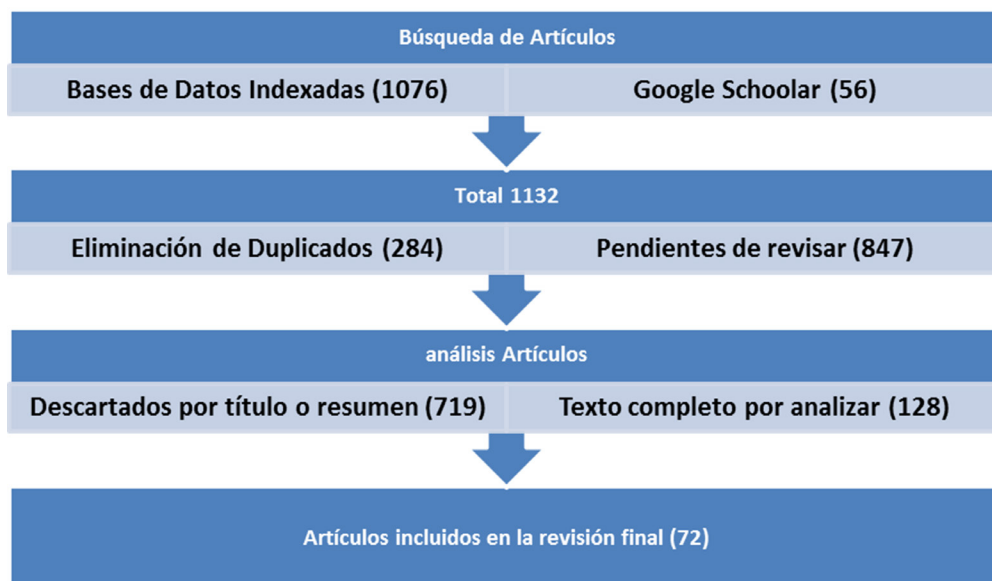 Búsqueda de Artículos
Bases de Datos Indexadas (1076)
Google Schoolar (56)
Total 1132
Eliminación de Duplicados (284)
Pendientes de revisar (847)
análisis Artículos
Descartados por título o resumen (719)
Texto completo por analizar (128)
Artículos incluidos en la revisión final (72)